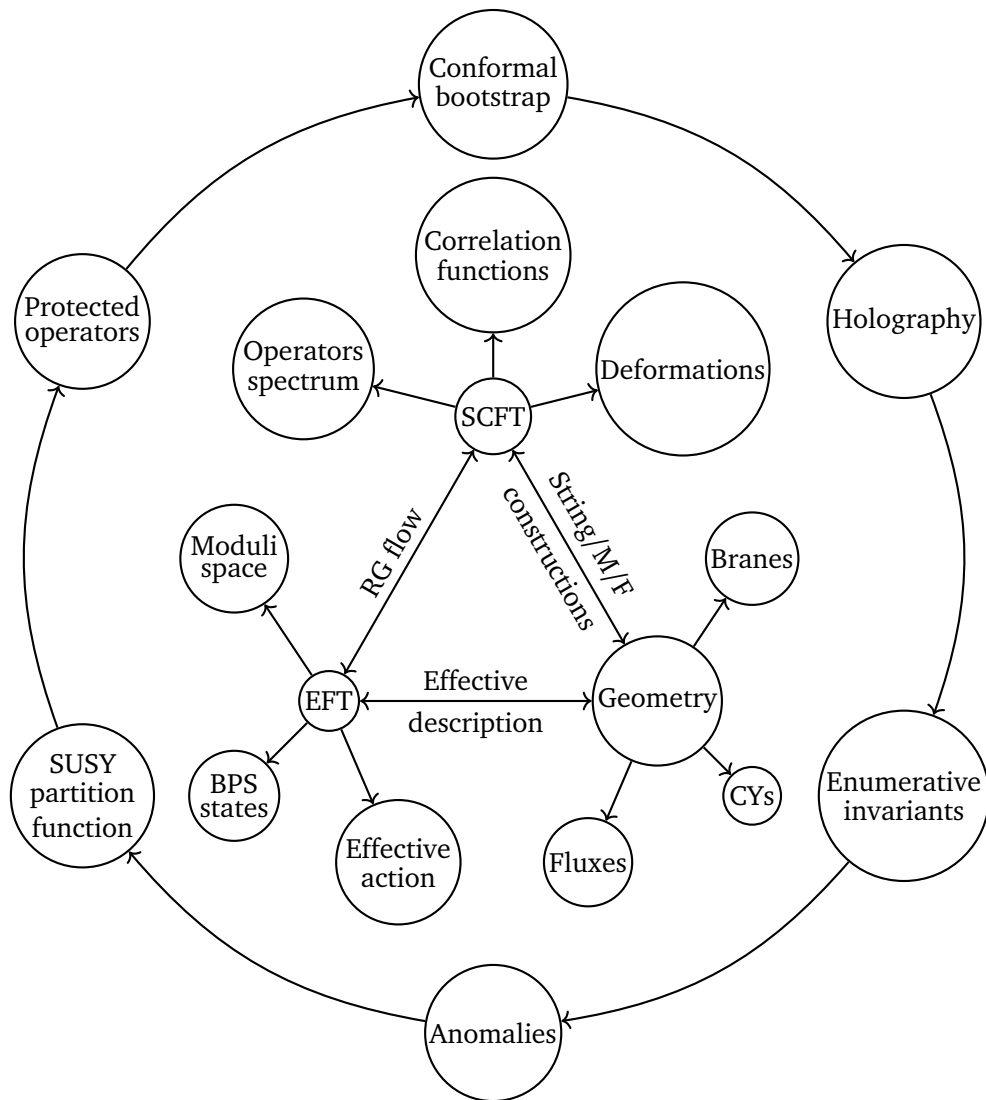 Conformal
bootstrap
Correlation
functions
Protected
operators
Holography
Operators
spectrum
Deformations
SCFT
RG flow
String/M/F
constructions
Moduli
space
Branes
EFT
Effective
description
Geometry
SUSY
partition
function
BPS
states
CYs
Enumerative
invariants
Effective
action
Fluxes
Anomalies